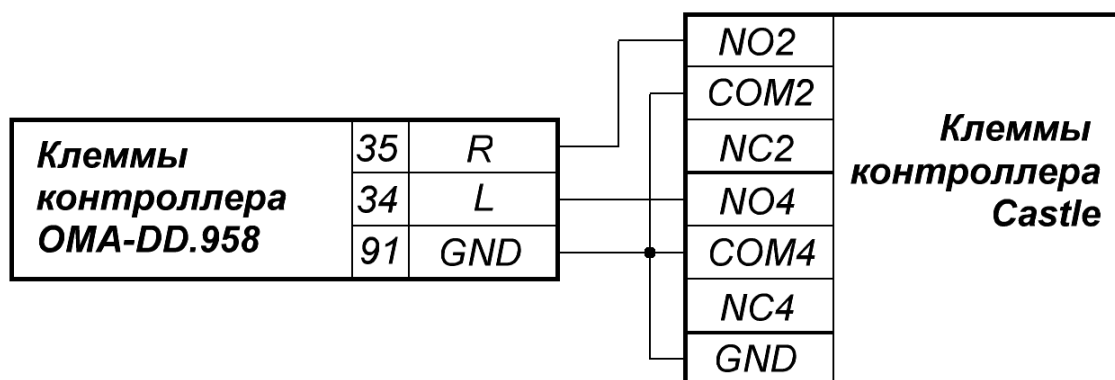 NO2
COM2
NC2
NO4
COM4
NC4
GND
Клеммы
контроллера
Castle
Клеммы
контроллера
OMA-DD.958
35 R
34 L
91 GND